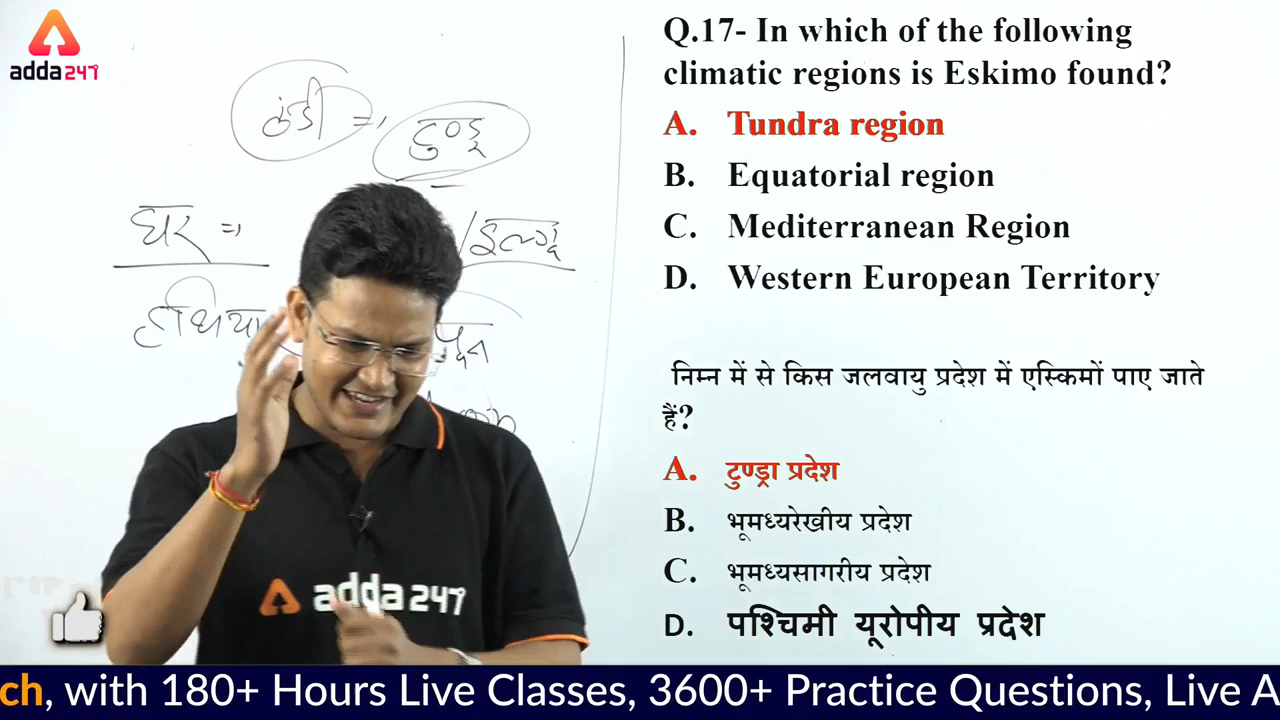 adda247
Q.17- In which of the following
climatic regions is Eskimo found?
A. Tundra region
B. Equatorial region
C. Mediterranean Region
D. Western European Territory
निम्न में से किस जलवायु प्रदेश में एस्किमों पाए जाते
हैं?
A. टुण्ड्रा प्रदेश
B. भूमध्यरेखीय प्रदेश
C. भूमध्यसागरीय प्रदेश
D. पश्चिमी यूरोपीय प्रदेश
घर =>
adda247
ch, with 180+ Hours Live Classes, 3600+ Practice Questions, Live A